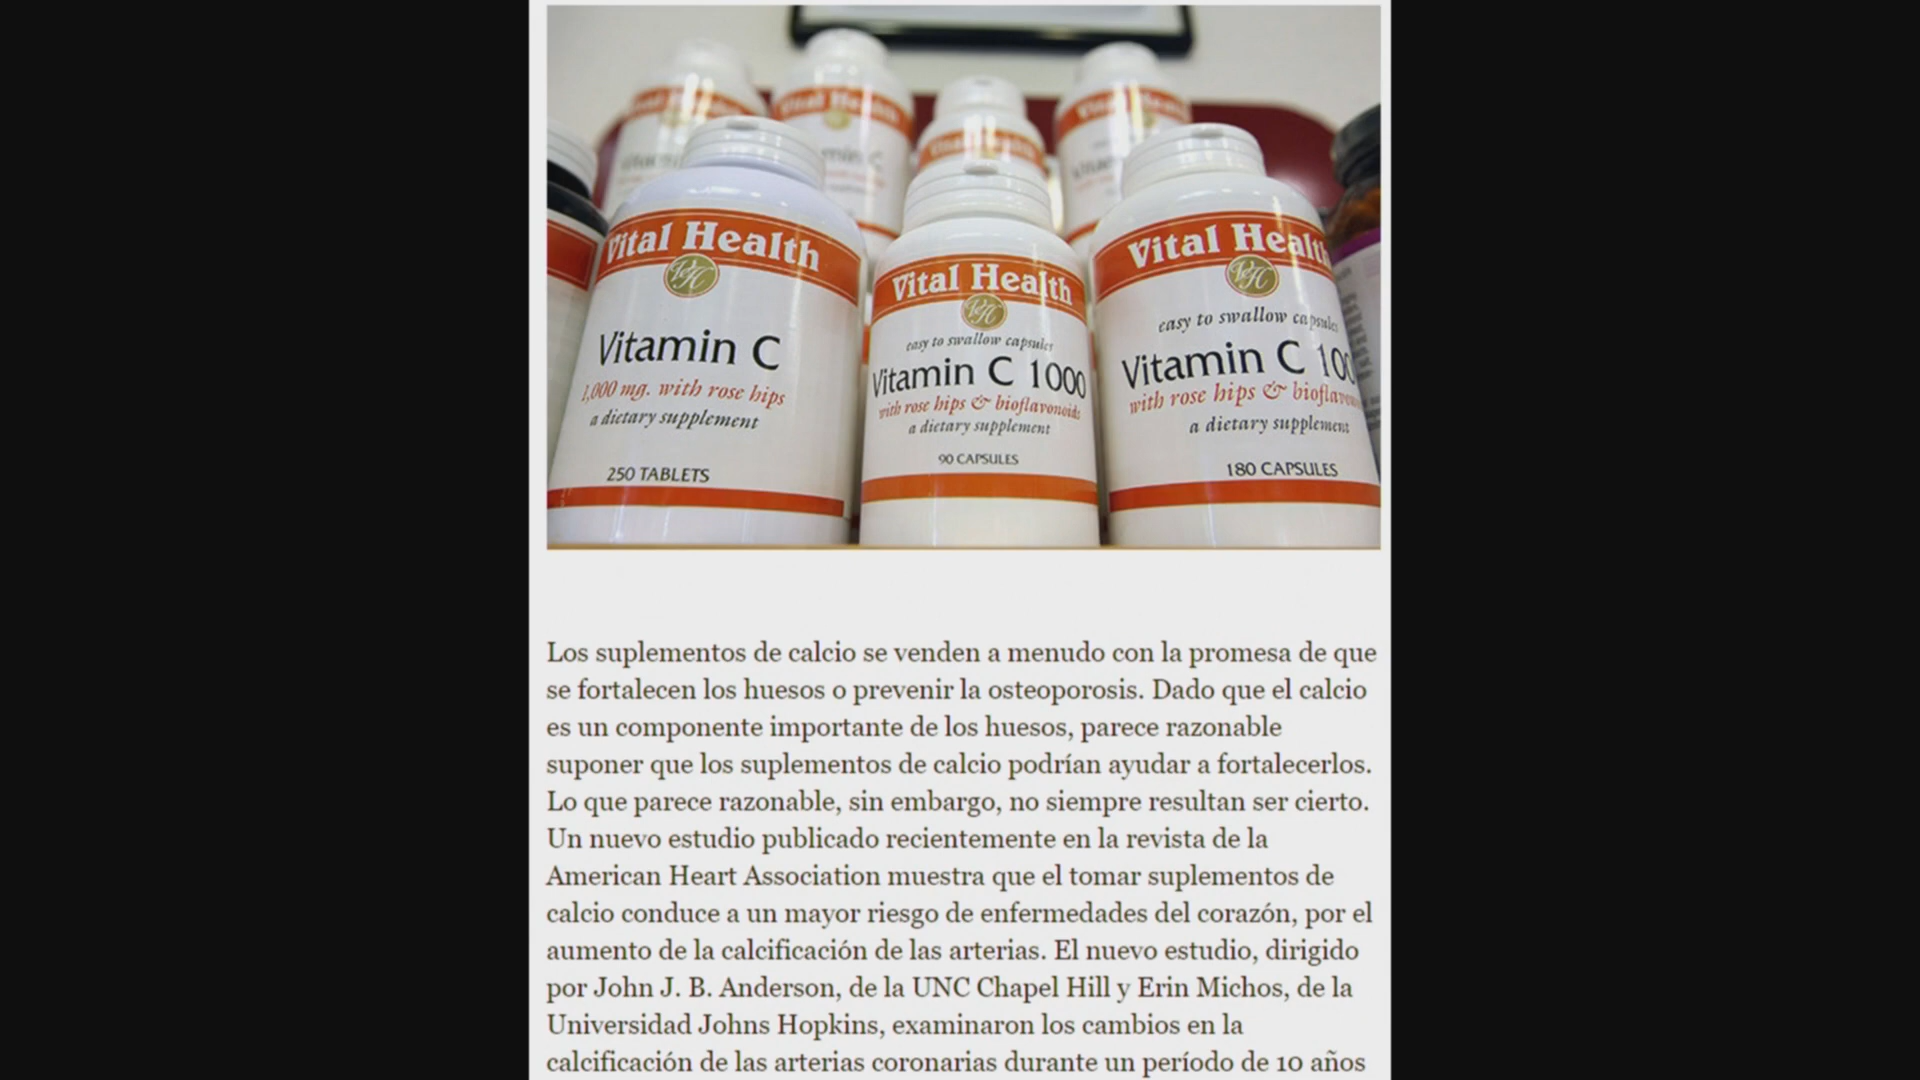 Vital Health
Vitamin C
1,000 mg. with rose hips
a dietary supplement
250 TABLETS
Vital Health
easy to swallow capsules
Vitamin C 1000
with rose hips & bioflavonoids
a dietary supplement
90 CAPSULES
Vital Health
easy to swallow capsules
Vitamin C 100
with rose hips & bioflavo
a dietary supplement
180 CAPSULES
Los suplementos de calcio se venden a menudo con la promesa de que
se fortalecen los huesos o prevenir la osteoporosis. Dado que el calcio
es un componente importante de los huesos, parece razonable
suponer que los suplementos de calcio podrían ayudar a fortalecerlos.
Lo que parece razonable, sin embargo, no siempre resultan ser cierto.
Un nuevo estudio publicado recientemente en la revista de la
American Heart Association muestra que el tomar suplementos de
calcio conduce a un mayor riesgo de enfermedades del corazón, por el
aumento de la calcificación de las arterias. El nuevo estudio, dirigido
por John J. B. Anderson, de la UNC Chapel Hill y Erin Michos, de la
Universidad Johns Hopkins, examinaron los cambios en la
calcificación de las arterias coronarias durante un período de 10 años